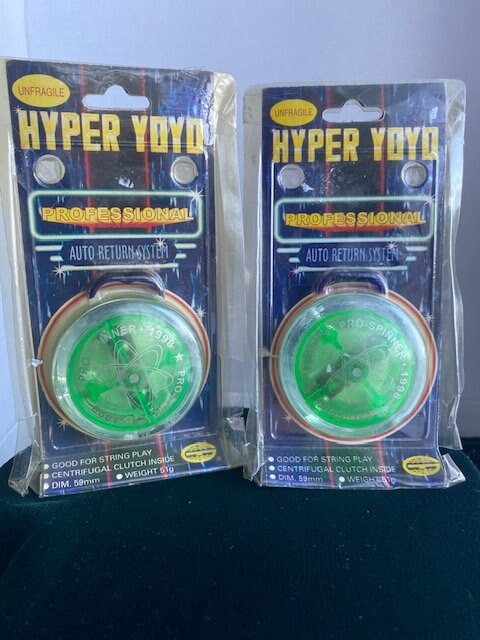 UNFRAGILE
HYPER YOYO
PROFESSIONAL
AUTO RETURN SYSTEM
PRO SPINNER · 1998 ★ PRO
GOOD FOR STRING PLAY
CENTRIFUGAL CLUTCH INSIDE
DIM. 59mm WEIGHT 51g
UNFRAGILE
HYPER YOYO
PROFESSIONAL
AUTO RETURN SYSTEM
PRO-SPINNER · 1998
GOOD FOR STRING PLAY
CENTRIFUGAL CLUTCH INSIDE
DIM. 59mm WEIGHT 51g